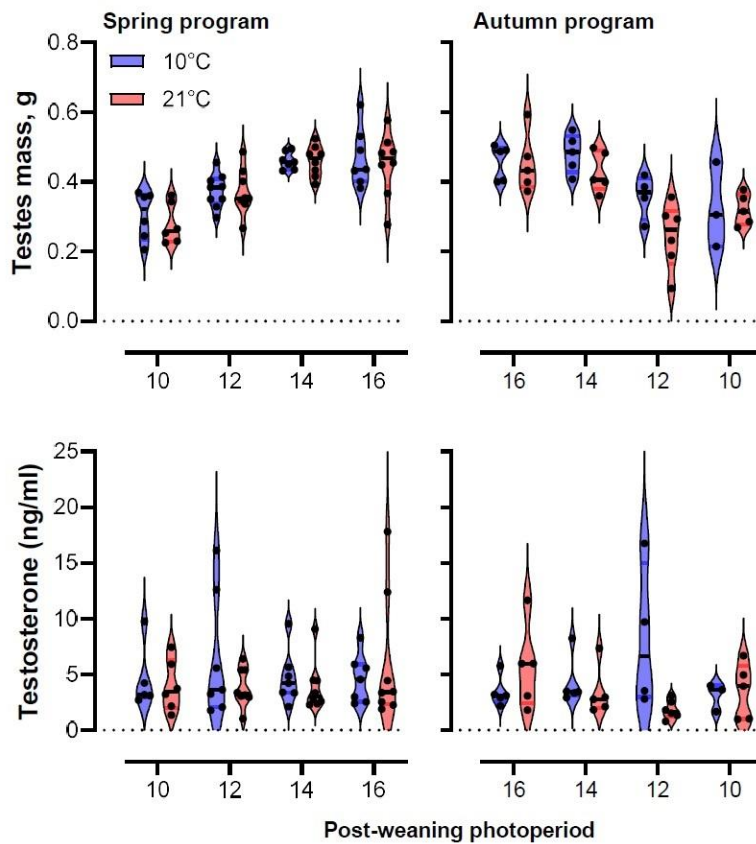 Spring program
Autumn program
10°C
21°C
Testes mass, g
0.8
0.6
0.4
0.2
0.0
10 12 14 16
16 14 12 10
Testosterone (ng/ml)
25
20
15
10
5
0
10 12 14 16
16 14 12 10
Post-weaning photoperiod